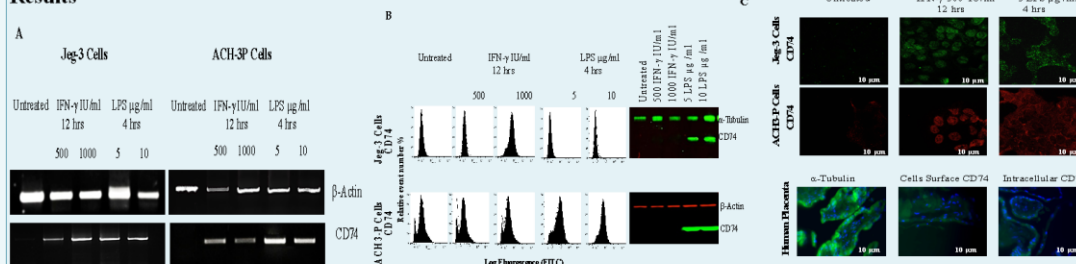 Results
A
Jeg-3 Cells
ACH-3P Cells
Untreated
IFN-γ IU/ml
12 hrs
LPS μg/ml
4 hrs
500 1000 5 10
Untreated
IFN-γ IU/ml
12 hrs
LPS μg/ml
4 hrs
500 1000 5 10
β-Actin
CD74
B
Untreated
IFN-γ IU/ml
12 hrs
LPS μg/ml
4 hrs
500 1000 5 10
Jeg-3 Cells
CD74
ACH3-P Cells
CD74
Relative event number %
Log Fluorescence (FITC)
Untreated
500 IFN-γ IU/ml
1000 IFN-γ IU/ml
5 LPS μg/ml
10 LPS μg/ml
α-Tubulin
CD74
β-Actin
CD74
C
Untreated
12 hrs
4 hrs
Jeg-3 Cells
CD74
10 μm
10 μm
10 μm
ACH3-P Cells
CD74
10 μm
10 μm
10 μm
α-Tubulin
Cells Surface CD74
Intracellular
Human Placenta
10 μm
10 μm
10 μm